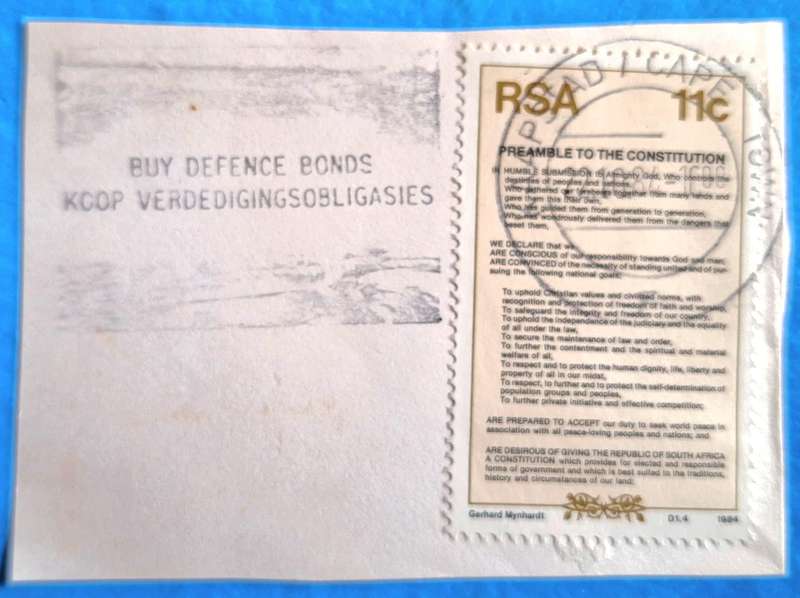 BUY DEFENCE BONDS
KOOP VERDEDIGINGSOBLIGASIES
KAAPSTAD / CAPE TOWN
RSA 11c
PREAMBLE TO THE CONSTITUTION
IN HUMBLE SUBMISSION to Almighty God, Who controls the
destinies of peoples and nations,
Who gathered our forebears together from many lands and
gave them this their own,
Who has guided them from generation to generation,
Who has wondrously delivered them from the dangers that
beset them,
WE DECLARE that we
ARE CONSCIOUS of our responsibility towards God and man;
ARE CONVINCED of the necessity of standing united and of pur-
suing the following national goals:
To uphold Christian values and civilized norms, with
recognition and protection of freedom of faith and worship,
To safeguard the integrity and freedom of our country,
To uphold the independence of the judiciary and the equality
of all under the law,
To secure the maintenance of law and order,
To further the contentment and the spiritual and material
welfare of all,
To respect and to protect the human dignity, life, liberty and
property of all in our midst,
To respect, to further and to protect the self-determination of
population groups and peoples,
To further private initiative and effective competition;
ARE PREPARED TO ACCEPT our duty to seek world peace in
association with all peace-loving peoples and nations; and
ARE DESIROUS OF GIVING THE REPUBLIC OF SOUTH AFRICA
A CONSTITUTION which provides for elected and responsible
forms of government and which is best suited to the traditions,
history and circumstances of our land:
Gerhard Mynhardt D1.4 1984